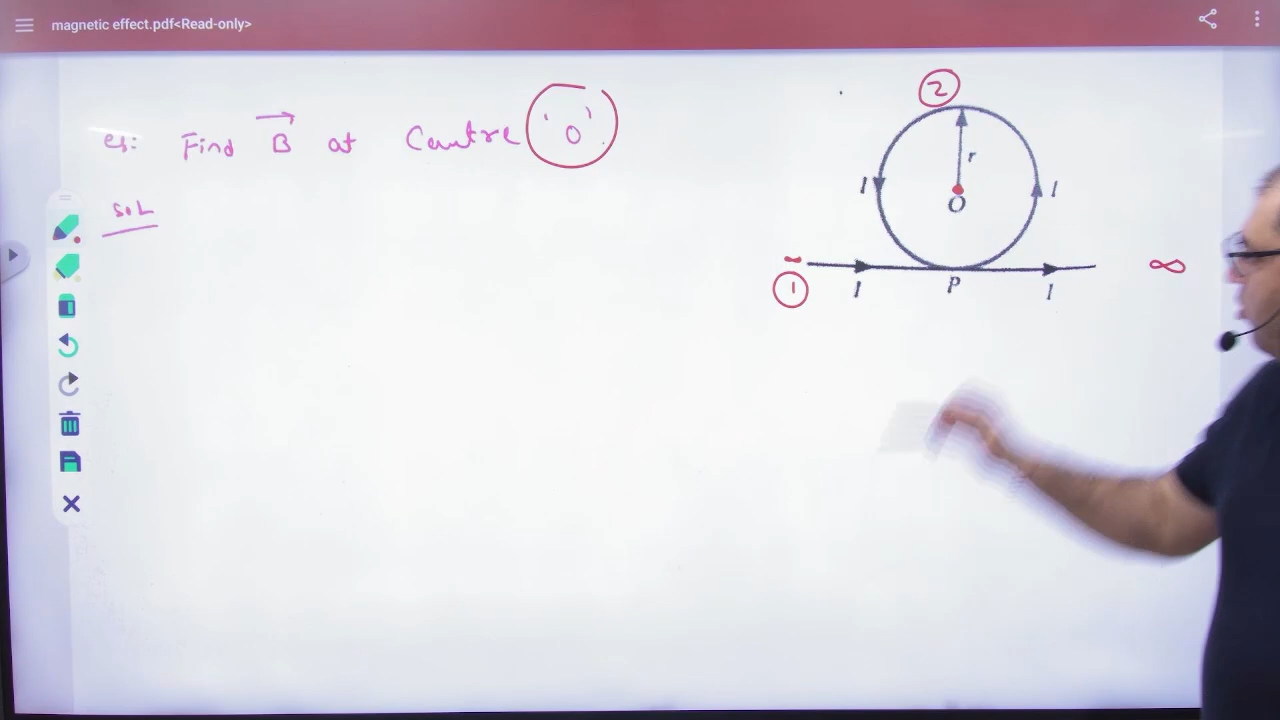 magnetic effect.pdf<Read-only>
es: Find B at Centre 'O'
SOL
2
r
I I
O
∞
1
I P I